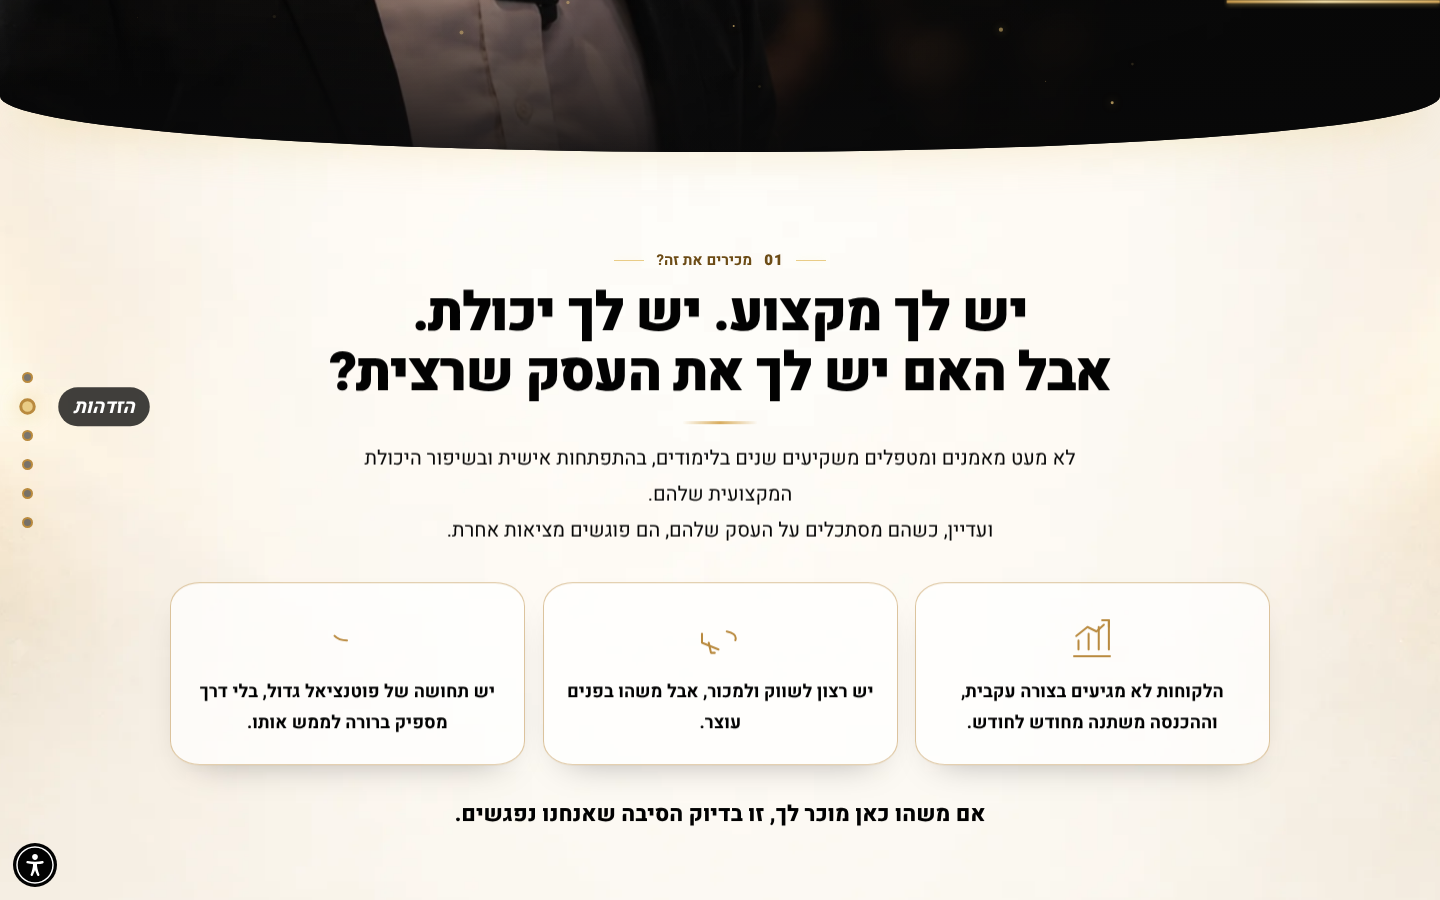 01 מכירים את זה?
יש לך מקצוע. יש לך יכולת.
אבל האם יש לך את העסק שרצית?
הזדהות
לא מעט מאמנים ומטפלים משקיעים שנים בלימודים, בהתפתחות אישית ובשיפור היכולת
המקצועית שלהם.
ועדיין, כשהם מסתכלים על העסק שלהם, הם פוגשים מציאות אחרת.
הלקוחות לא מגיעים בצורה עקבית,
וההכנסה משתנה מחודש לחודש.
יש רצון לשווק ולמכור, אבל משהו בפנים
עוצר.
יש תחושה של פוטנציאל גדול, בלי דרך
מספיק ברורה לממש אותו.
אם משהו כאן מוכר לך, זו בדיוק הסיבה שאנחנו נפגשים.